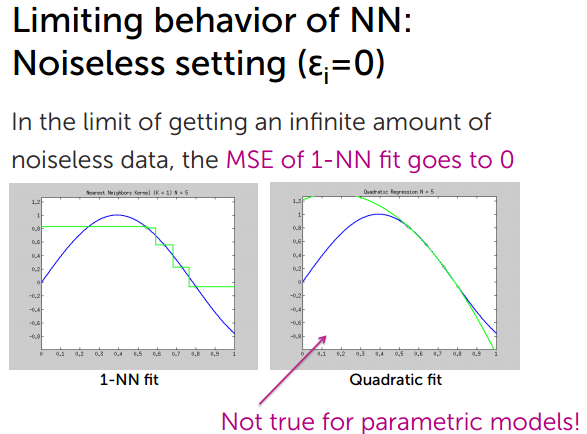 Limiting behavior of NN:
Noiseless setting (εᵢ=0)
In the limit of getting an infinite amount of
noiseless data, the MSE of 1-NN fit goes to 0
Nearest Neighbors Kernel (K = 1) N = 5
1,2
1
0,8
0,6
0,4
0,2
0
-0,2
-0,4
-0,6
-0,8
0 0,1 0,2 0,3 0,4 0,5 0,6 0,7 0,8 0,9 1
1-NN fit
Quadratic Regression N = 5
1,2
1
0,8
0,6
0,4
0,2
0
-0,2
-0,4
-0,6
-0,8
0 0,1 0,2 0,3 0,4 0,5 0,6 0,7 0,8 0,9 1
Quadratic fit
Not true for parametric models!